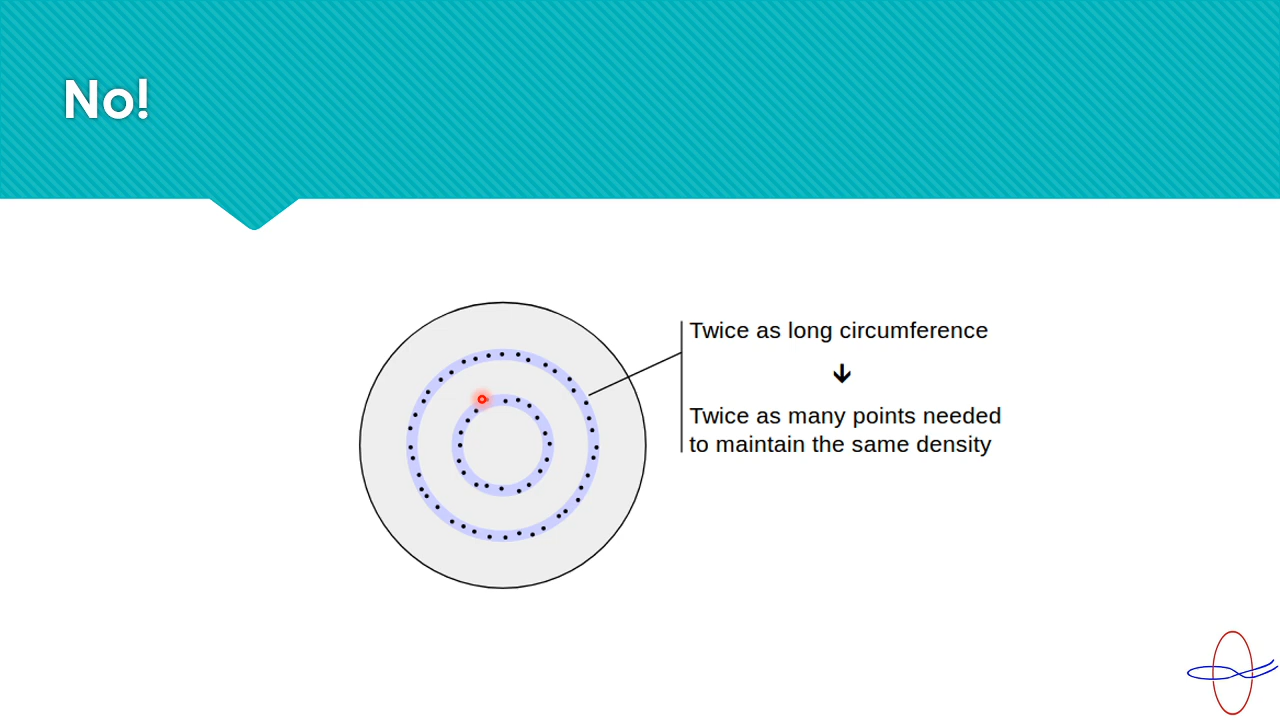 No!
Twice as long circumference
↓
Twice as many points needed
to maintain the same density